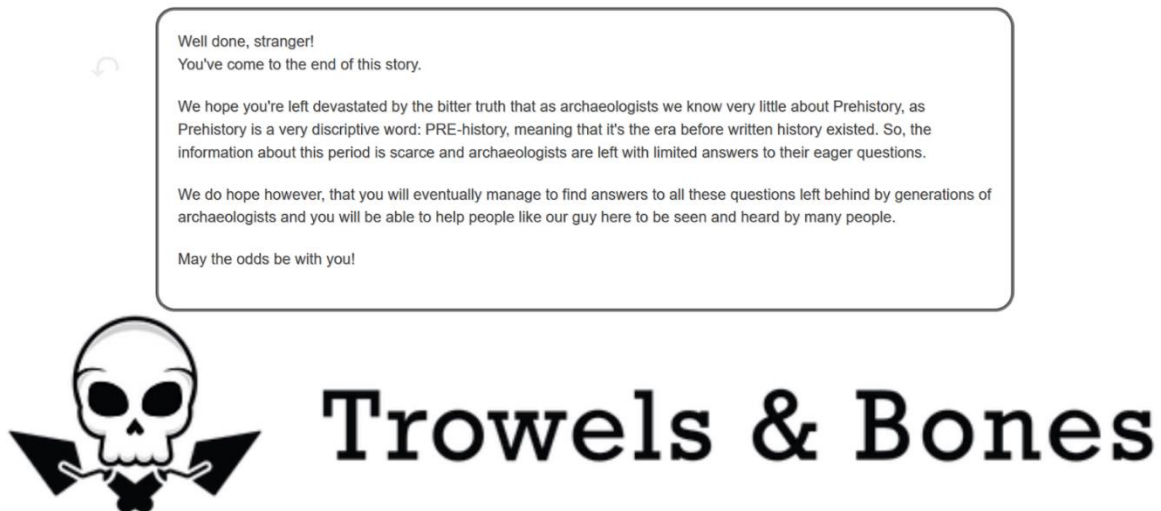 Well done, stranger!
You've come to the end of this story.
We hope you're left devastated by the bitter truth that as archaeologists we know very little about Prehistory, as
Prehistory is a very discriptive word: PRE-history, meaning that it's the era before written history existed. So, the
information about this period is scarce and archaeologists are left with limited answers to their eager questions.
We do hope however, that you will eventually manage to find answers to all these questions left behind by generations of
archaeologists and you will be able to help people like our guy here to be seen and heard by many people.
May the odds be with you!
Trowels & Bones